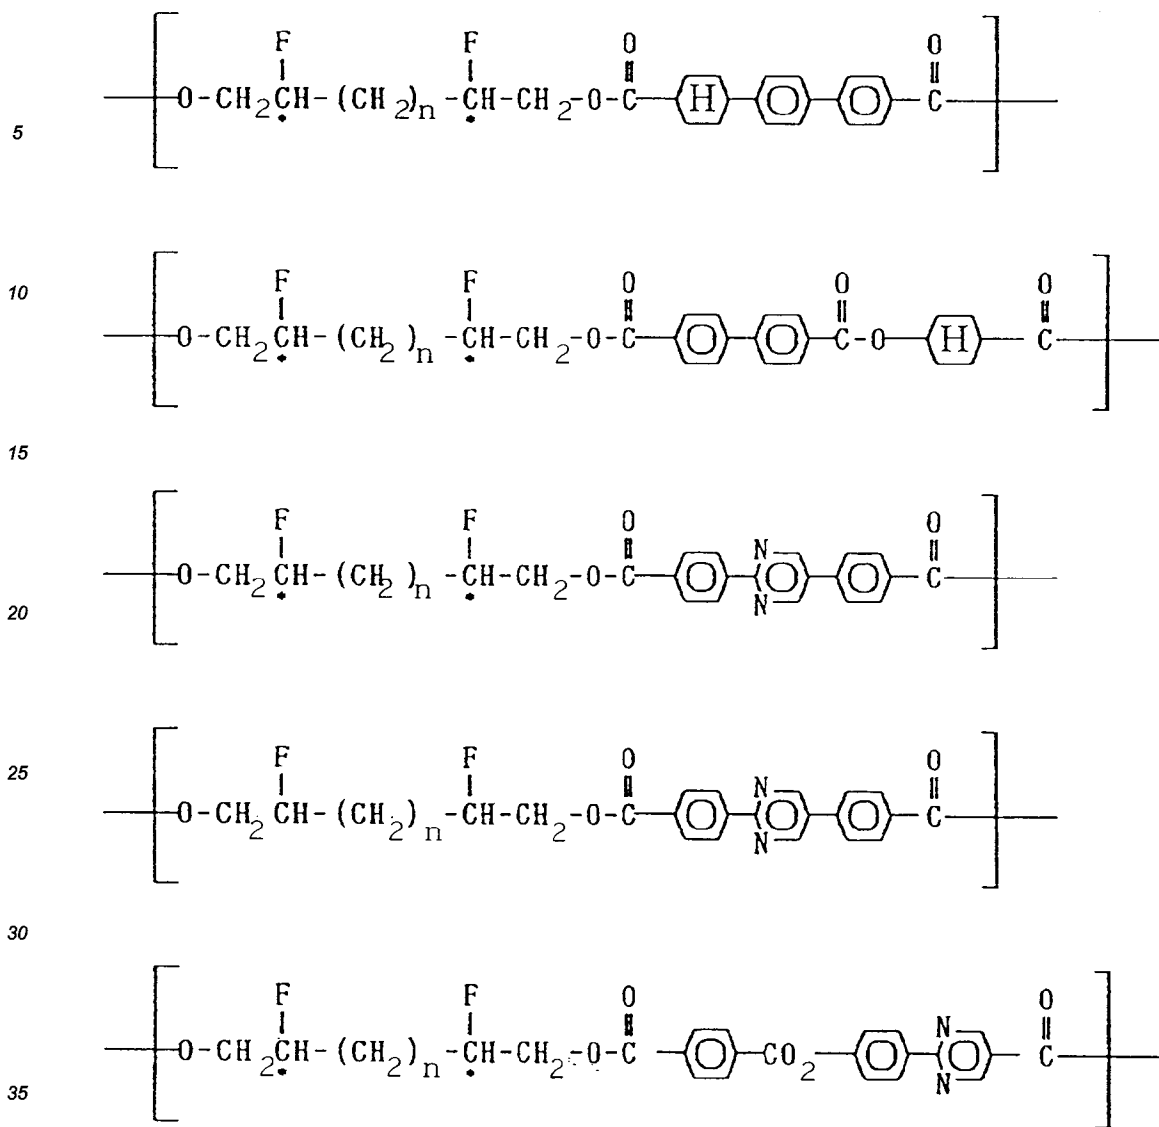 F F O O
O-CH2CH-(CH2)n-CH-CH2-O-C H C
* *
5
F F O O O
10
O-CH2CH-(CH2)n-CH-CH2-O-C C-O H C
* *
15
F F O O
N
O-CH2CH-(CH2)n-CH-CH2-O-C C
* *
N
20
F F O O
25
N
O-CH2CH-(CH2)n-CH-CH2-O-C C
N
30
F F O O
N
O-CH2CH-(CH2)n-CH-CH2-O-C CO2 C
* *
N
35